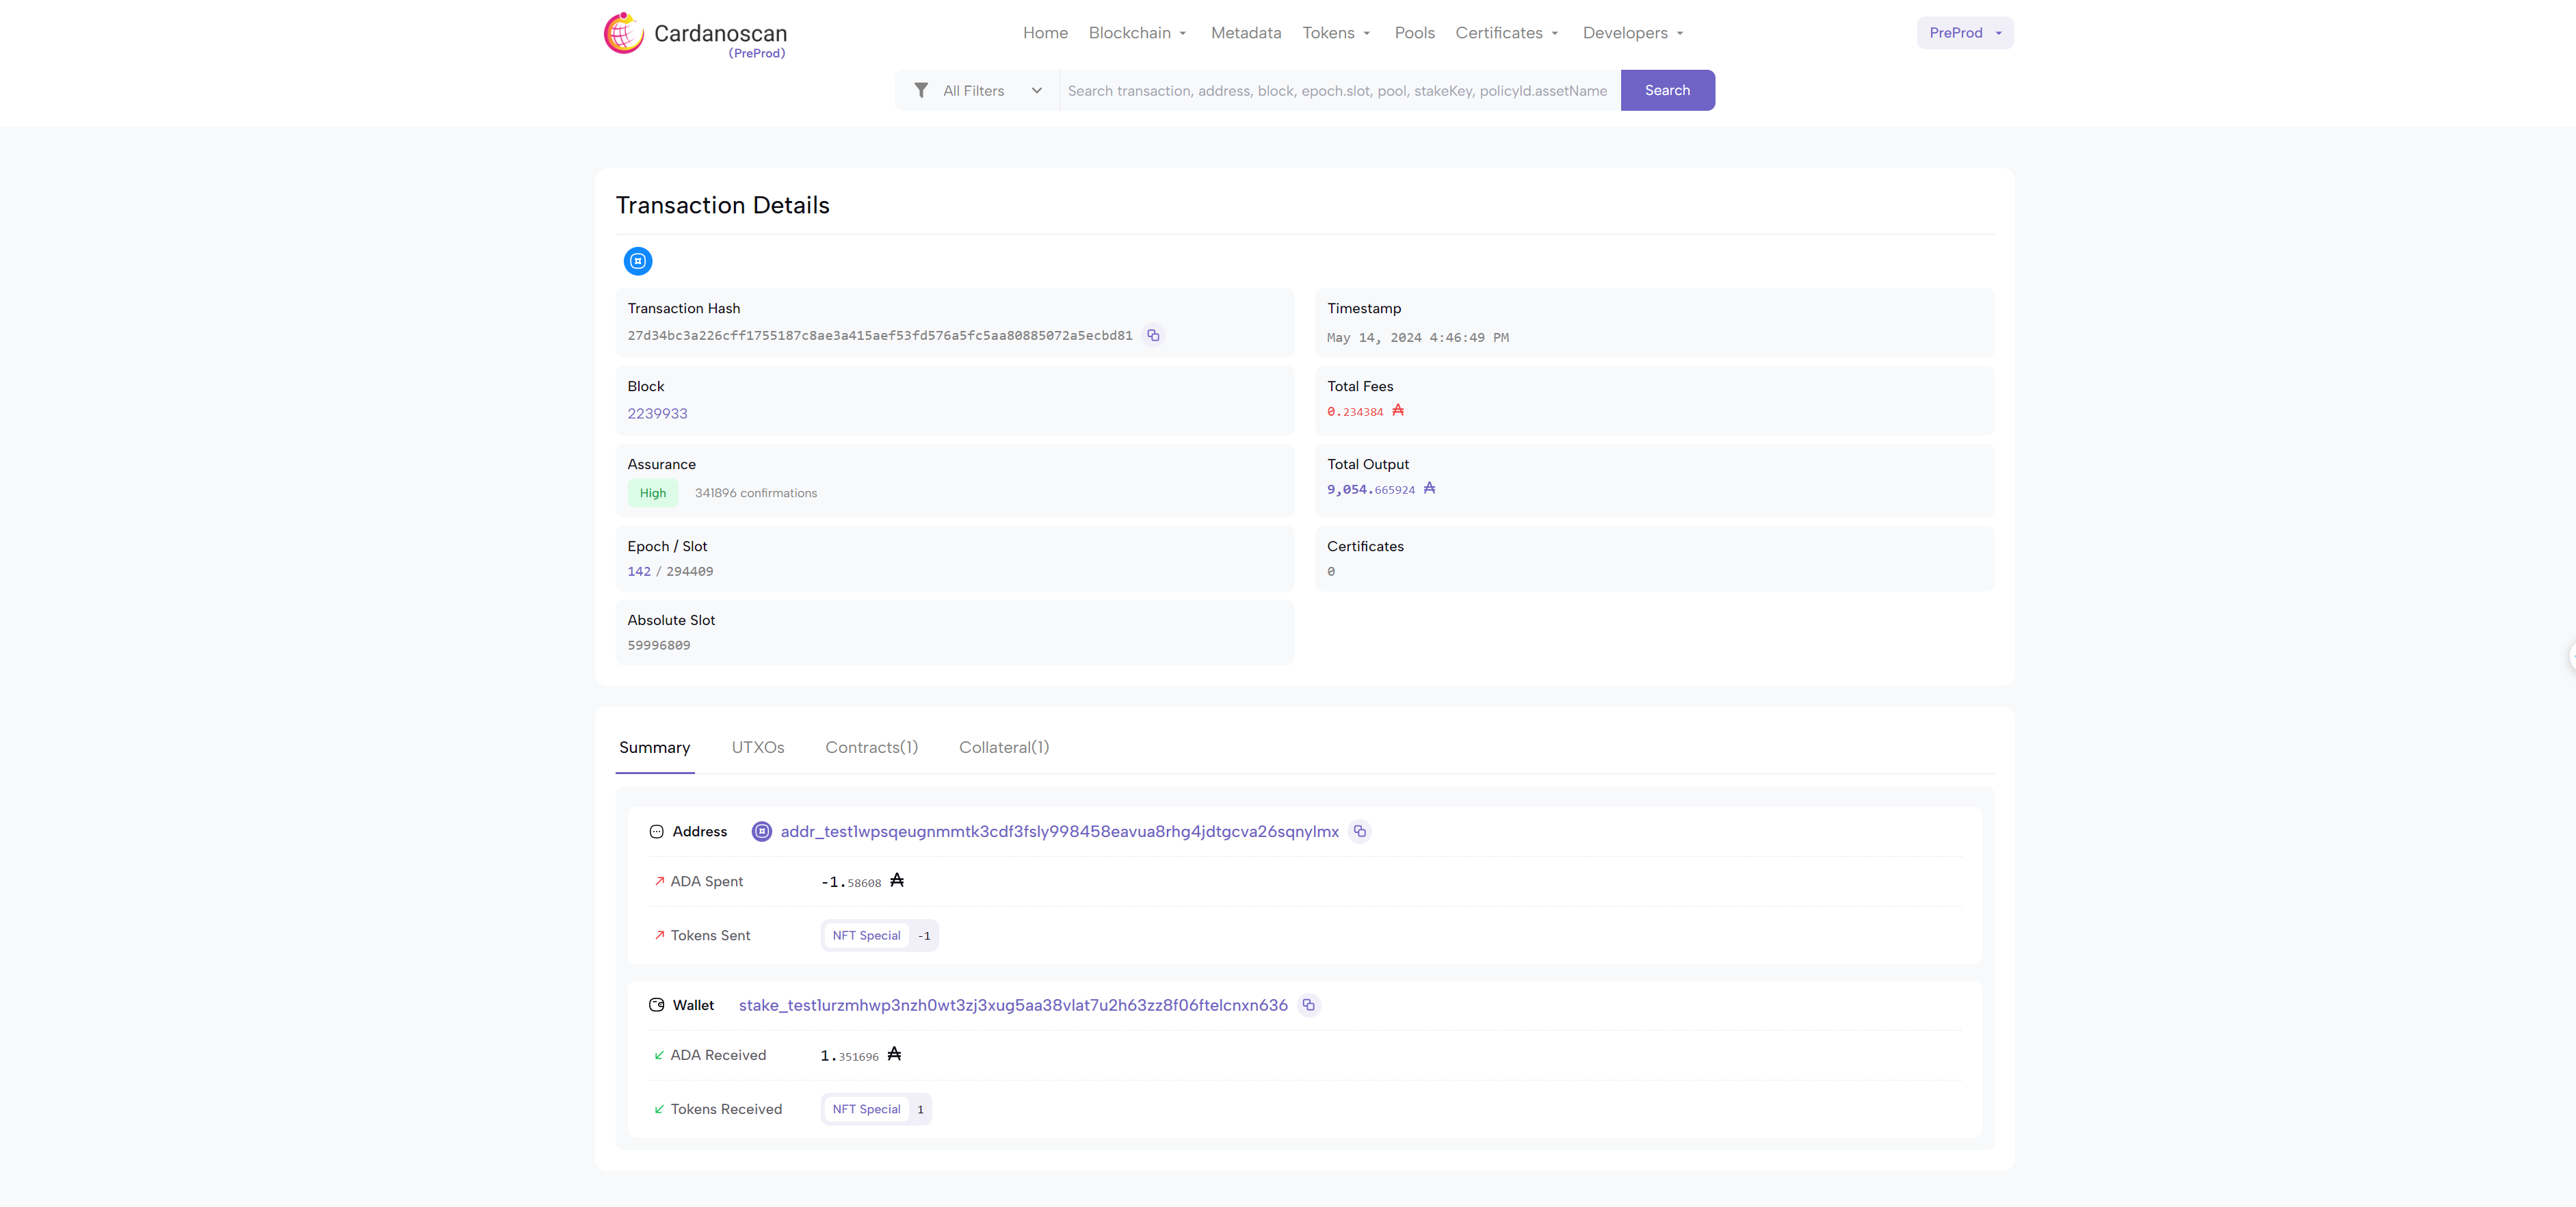 Cardanoscan
(PreProd)
Home Blockchain Metadata Tokens Pools Certificates Developers
PreProd
All Filters
Search transaction, address, block, epoch.slot, pool, stakeKey, policyId.assetName
Search
Transaction Details
Transaction Hash
27d34bc3a226cff1755187c8ae3a415aef53fd576a5fc5aa80885072a5ecbd81
Timestamp
May 14, 2024 4:46:49 PM
Block
2239933
Total Fees
0.234384 ₳
Assurance
High 341896 confirmations
Total Output
9,054.665924 ₳
Epoch / Slot
142 / 294409
Certificates
0
Absolute Slot
59996809
Summary UTXOs Contracts(1) Collateral(1)
Address addr_test1wpsqeugnmmtk3cdf3fsly998458eavua8rhg4jdtgcva26sqnylmx
ADA Spent -1.58608 ₳
Tokens Sent NFT Special -1
Wallet stake_test1urzmhwp3nzh0wt3zj3xug5aa38vlat7u2h63zz8f06ftelcnxn636
ADA Received 1.351696 ₳
Tokens Received NFT Special 1